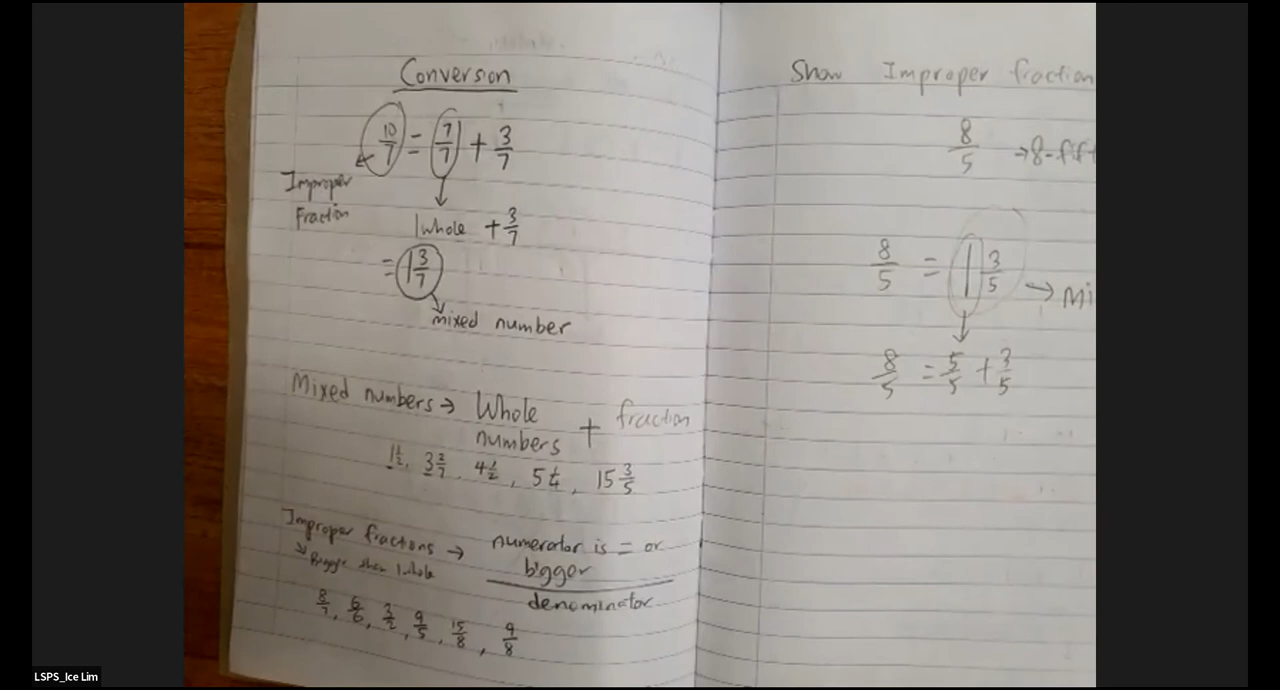 Conversion
10/7 = 7/7 + 3/7
Improper
Fraction
1 whole + 3/7
= 1 3/7
mixed number
Mixed numbers → Whole numbers + fraction
1 1/2, 3 2/7, 4 1/2, 5 1/4, 15 3/5
Improper fractions → numerator is = or
bigger
denominator
than 1 whole
8/7, 6/6, 3/2, 9/5, 15/8, 9/8
Show Improper fraction
8/5 → 8-fift
8/5 = 1 3/5 → Mi
8/5 = 5/5 + 3/5
LSPS_Ice Lim